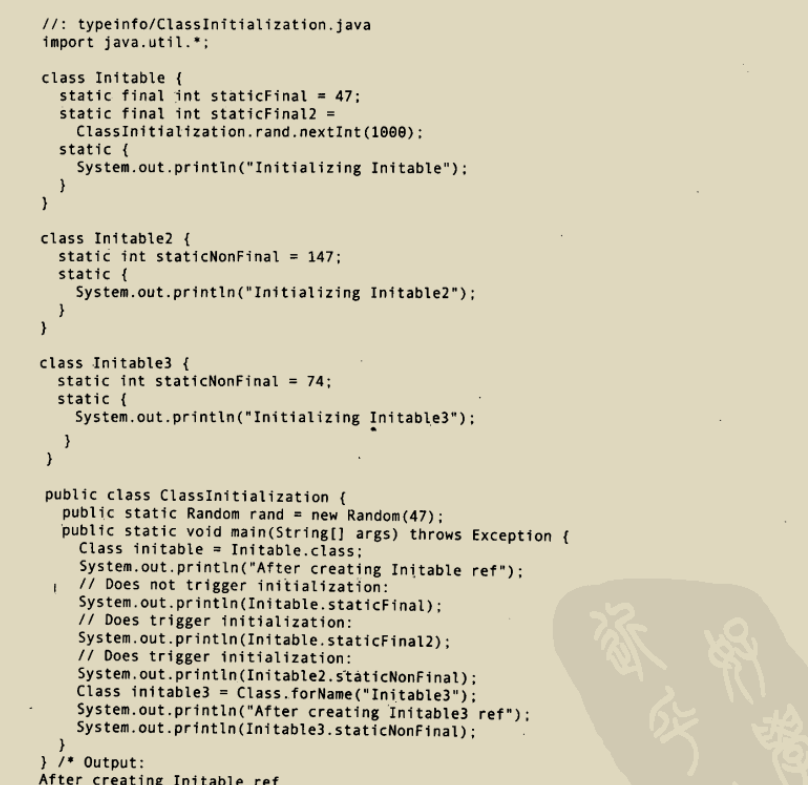 //: typeinfo/ClassInitialization.java
import java.util.*;

class Initable {
  static final int staticFinal = 47;
  static final int staticFinal2 =
    ClassInitialization.rand.nextInt(1000);
  static {
    System.out.println("Initializing Initable");
  }
}

class Initable2 {
  static int staticNonFinal = 147;
  static {
    System.out.println("Initializing Initable2");
  }
}

class Initable3 {
  static int staticNonFinal = 74;
  static {
    System.out.println("Initializing Initable3");
  }
}

public class ClassInitialization {
  public static Random rand = new Random(47);
  public static void main(String[] args) throws Exception {
    Class initable = Initable.class;
    System.out.println("After creating Initable ref");
    // Does not trigger initialization:
    System.out.println(Initable.staticFinal);
    // Does trigger initialization:
    System.out.println(Initable.staticFinal2);
    // Does trigger initialization:
    System.out.println(Initable2.staticNonFinal);
    Class initable3 = Class.forName("Initable3");
    System.out.println("After creating Initable3 ref");
    System.out.println(Initable3.staticNonFinal);
  }
} /* Output:
After creating Initable ref